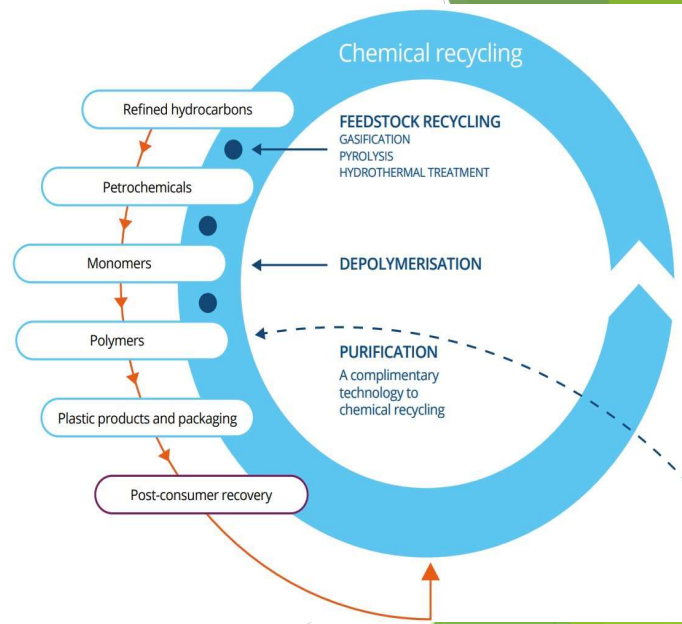 Chemical recycling
Refined hydrocarbons
Petrochemicals
Monomers
Polymers
Plastic products and packaging
Post-consumer recovery
FEEDSTOCK RECYCLING
GASIFICATION
PYROLYSIS
HYDROTHERMAL TREATMENT
DEPOLYMERISATION
PURIFICATION
A complimentary
technology to
chemical recycling